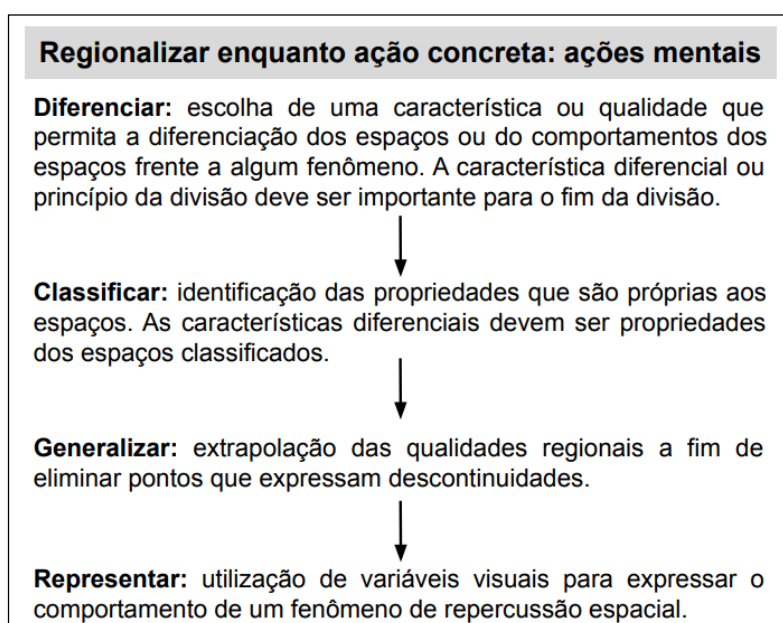 Regionalizar enquanto ação concreta: ações mentais
Diferenciar: escolha de uma característica ou qualidade que
permita a diferenciação dos espaços ou do comportamentos dos
espaços frente a algum fenômeno. A característica diferencial ou
princípio da divisão deve ser importante para o fim da divisão.
Classificar: identificação das propriedades que são próprias aos
espaços. As características diferenciais devem ser propriedades
dos espaços classificados.
Generalizar: extrapolação das qualidades regionais a fim de
eliminar pontos que expressam descontinuidades.
Representar: utilização de variáveis visuais para expressar o
comportamento de um fenômeno de repercussão espacial.